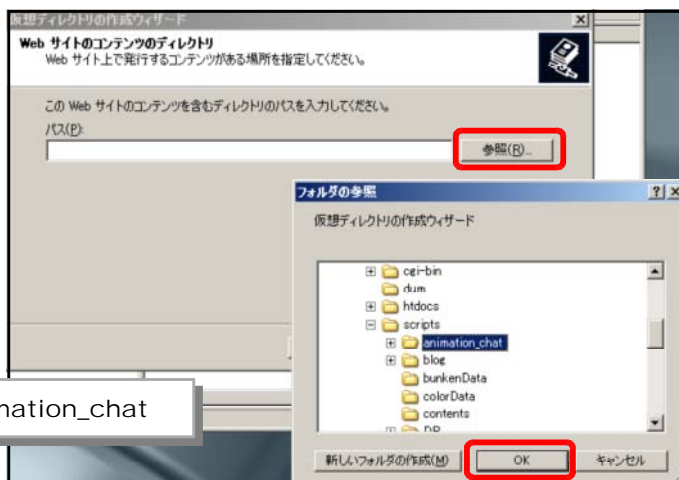 仮想ディレクトリの作成ウィザード
Web サイトのコンテンツのディレクトリ
Web サイト上で発行するコンテンツがある場所を指定してください。
この Web サイトのコンテンツを含むディレクトリのパスを入力してください。
パス(P):
参照(R)...
フォルダの参照
仮想ディレクトリの作成ウィザード
cgi-bin
dum
htdocs
scripts
animation_chat
blog
bunkenData
colorData
contents
mation_chat
新しいフォルダの作成(M)
OK
キャンセル